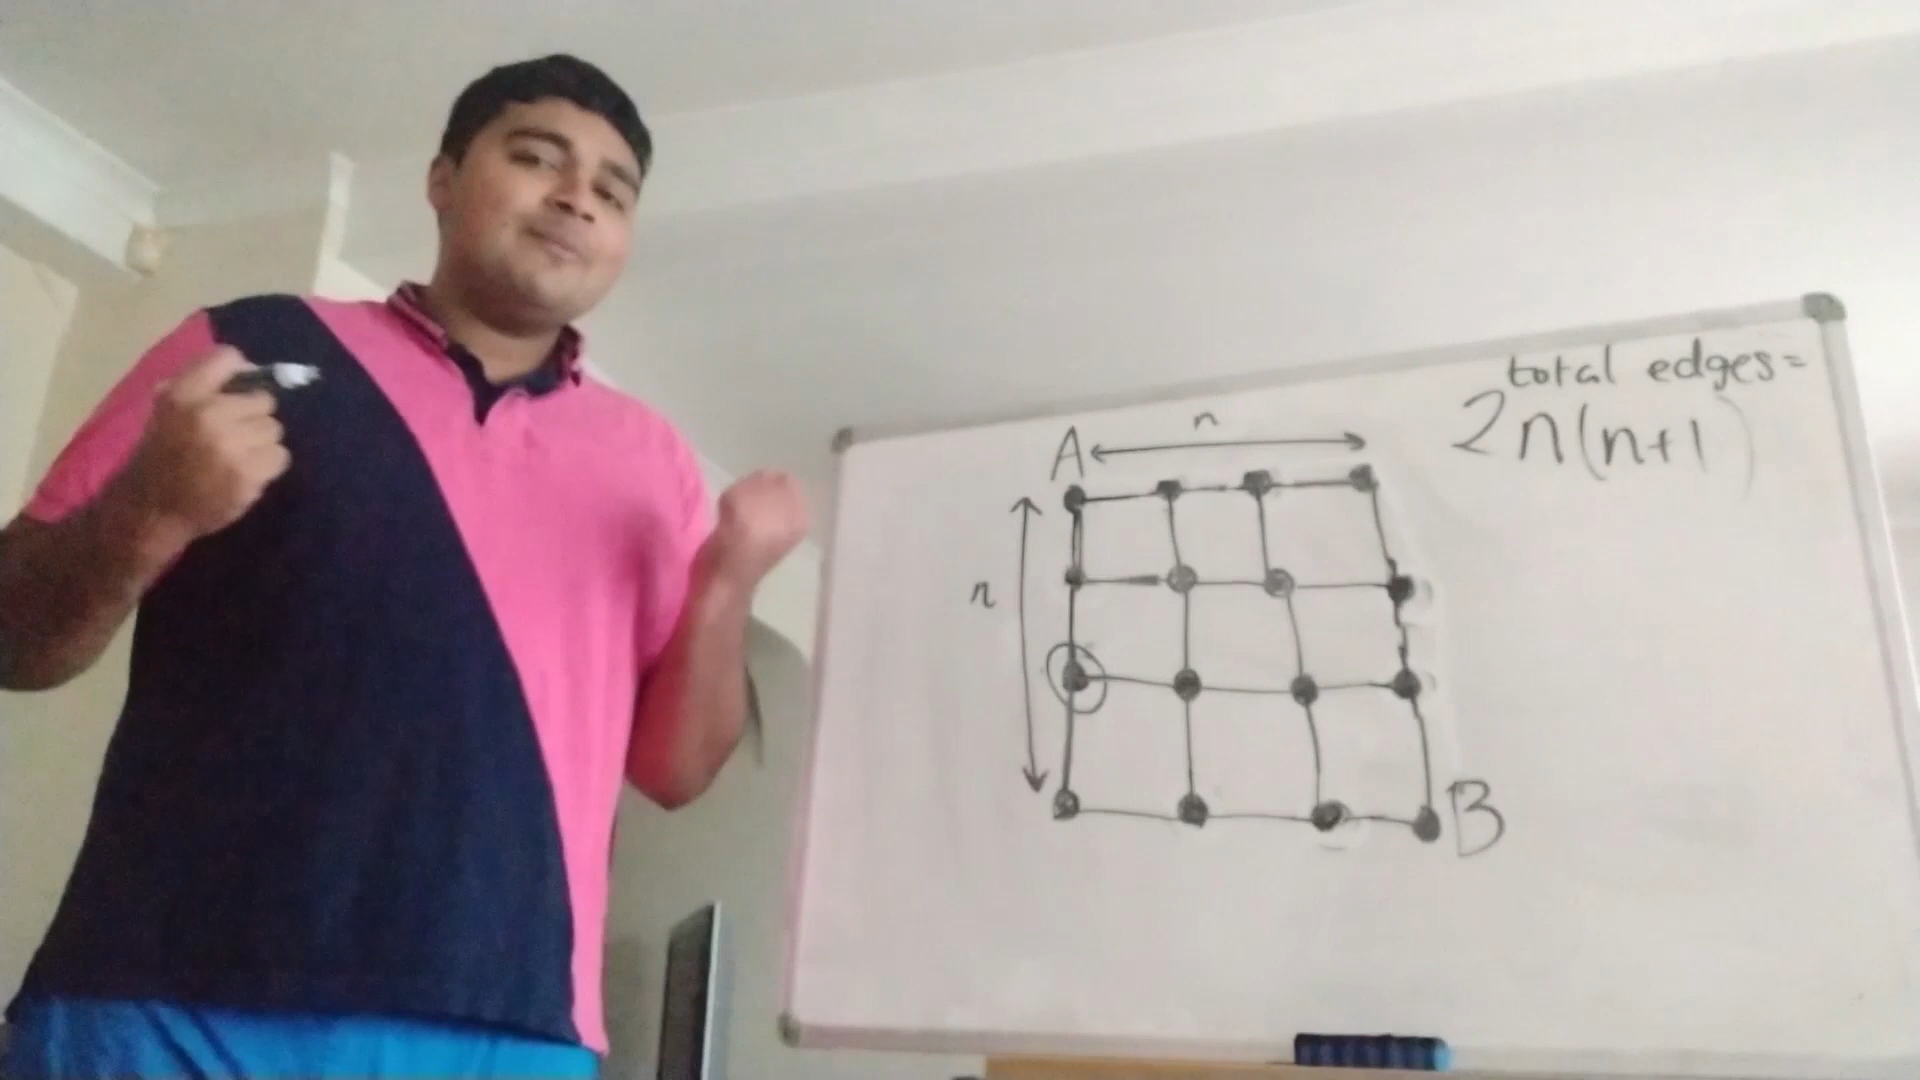 total edges=
2n(n+1)
n
A
n
B